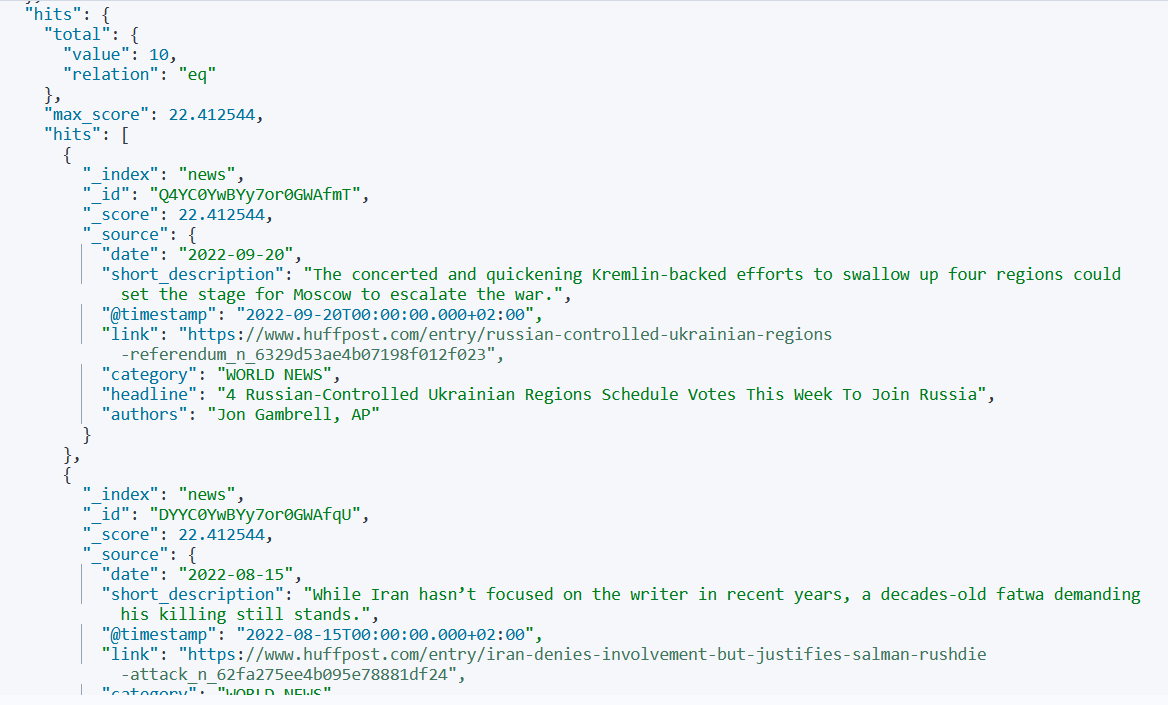 "hits": {
"total": {
"value": 10,
"relation": "eq"
},
"max_score": 22.412544,
"hits": [
{
"_index": "news",
"_id": "Q4YC0YwBYy7or0GWAfmT",
"_score": 22.412544,
"_source": {
"date": "2022-09-20",
"short_description": "The concerted and quickening Kremlin-backed efforts to swallow up four regions could
set the stage for Moscow to escalate the war.",
"@timestamp": "2022-09-20T00:00:00.000+02:00",
"link": "https://www.huffpost.com/entry/russian-controlled-ukrainian-regions
-referendum_n_6329d53ae4b07198f012f023",
"category": "WORLD NEWS",
"headline": "4 Russian-Controlled Ukrainian Regions Schedule Votes This Week To Join Russia",
"authors": "Jon Gambrell, AP"
}
},
{
"_index": "news",
"_id": "DYYC0YwBYy7or0GWAfqU",
"_score": 22.412544,
"_source": {
"date": "2022-08-15",
"short_description": "While Iran hasn’t focused on the writer in recent years, a decades-old fatwa demanding
his killing still stands.",
"@timestamp": "2022-08-15T00:00:00.000+02:00",
"link": "https://www.huffpost.com/entry/iran-denies-involvement-but-justifies-salman-rushdie
-attack_n_62fa275ee4b095e78881df24",
"category": "WORLD NEWS"